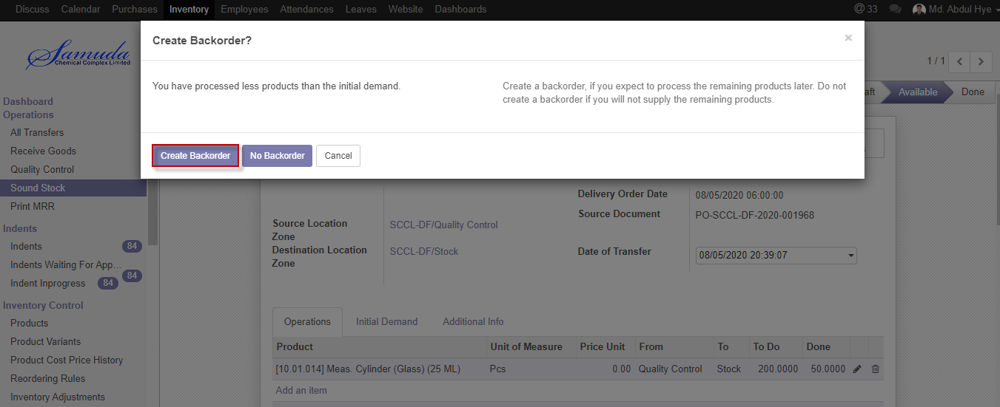 Discuss Calendar Purchases Inventory Employees Attendances Leaves Website Dashboards @ 33 Md. Abdul Hye
Samuda
Chemical Complex Limited
Create Backorder?
×
1 / 1
You have processed less products than the initial demand.
Create a backorder, if you expect to process the remaining products later. Do not
create a backorder if you will not supply the remaining products.
aft Available Done
Create Backorder No Backorder Cancel
Dashboard
Operations
All Transfers
Receive Goods
Quality Control
Sound Stock
Print MRR
Indents
Indents 84
Indents Waiting For App...
84
Indent Inprogress 84
Inventory Control
Products
Product Variants
Product Cost Price History
Reordering Rules
Inventory Adjustments
Delivery Order Date 08/05/2020 06:00:00
Source Document PO-SCCL-DF-2020-001968
Source Location
Zone
SCCL-DF/Quality Control
Destination Location
Zone
SCCL-DF/Stock
Date of Transfer 08/05/2020 20:39:07
Operations Initial Demand Additional Info
Product Unit of Measure Price Unit From To To Do Done
[10.01.014] Meas. Cylinder (Glass) (25 ML) Pcs 0.00 Quality Control Stock 200.0000 50.0000
Add an item